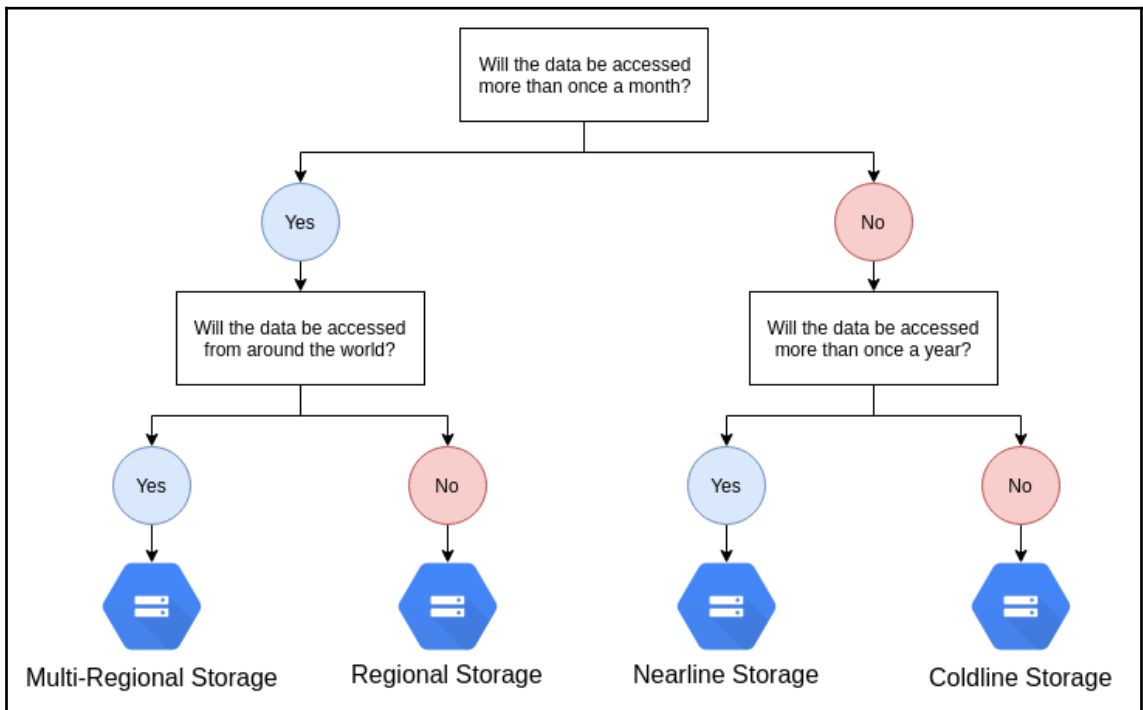 Will the data be accessed
more than once a month?
Yes
No
Will the data be accessed
from around the world?
Will the data be accessed
more than once a year?
Yes
No
Yes
No
Multi-Regional Storage
Regional Storage
Nearline Storage
Coldline Storage